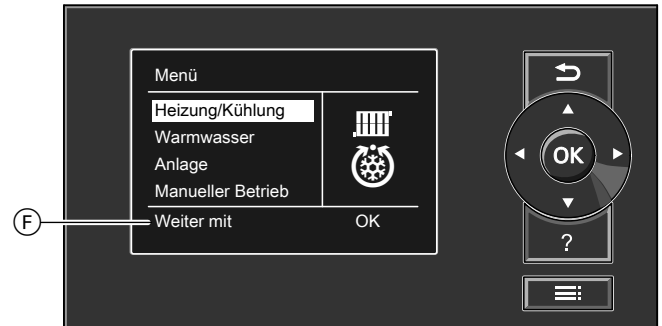 Menü
Heizung/Kühlung
Warmwasser
Anlage
Manueller Betrieb
Weiter mit OK
F
OK
?